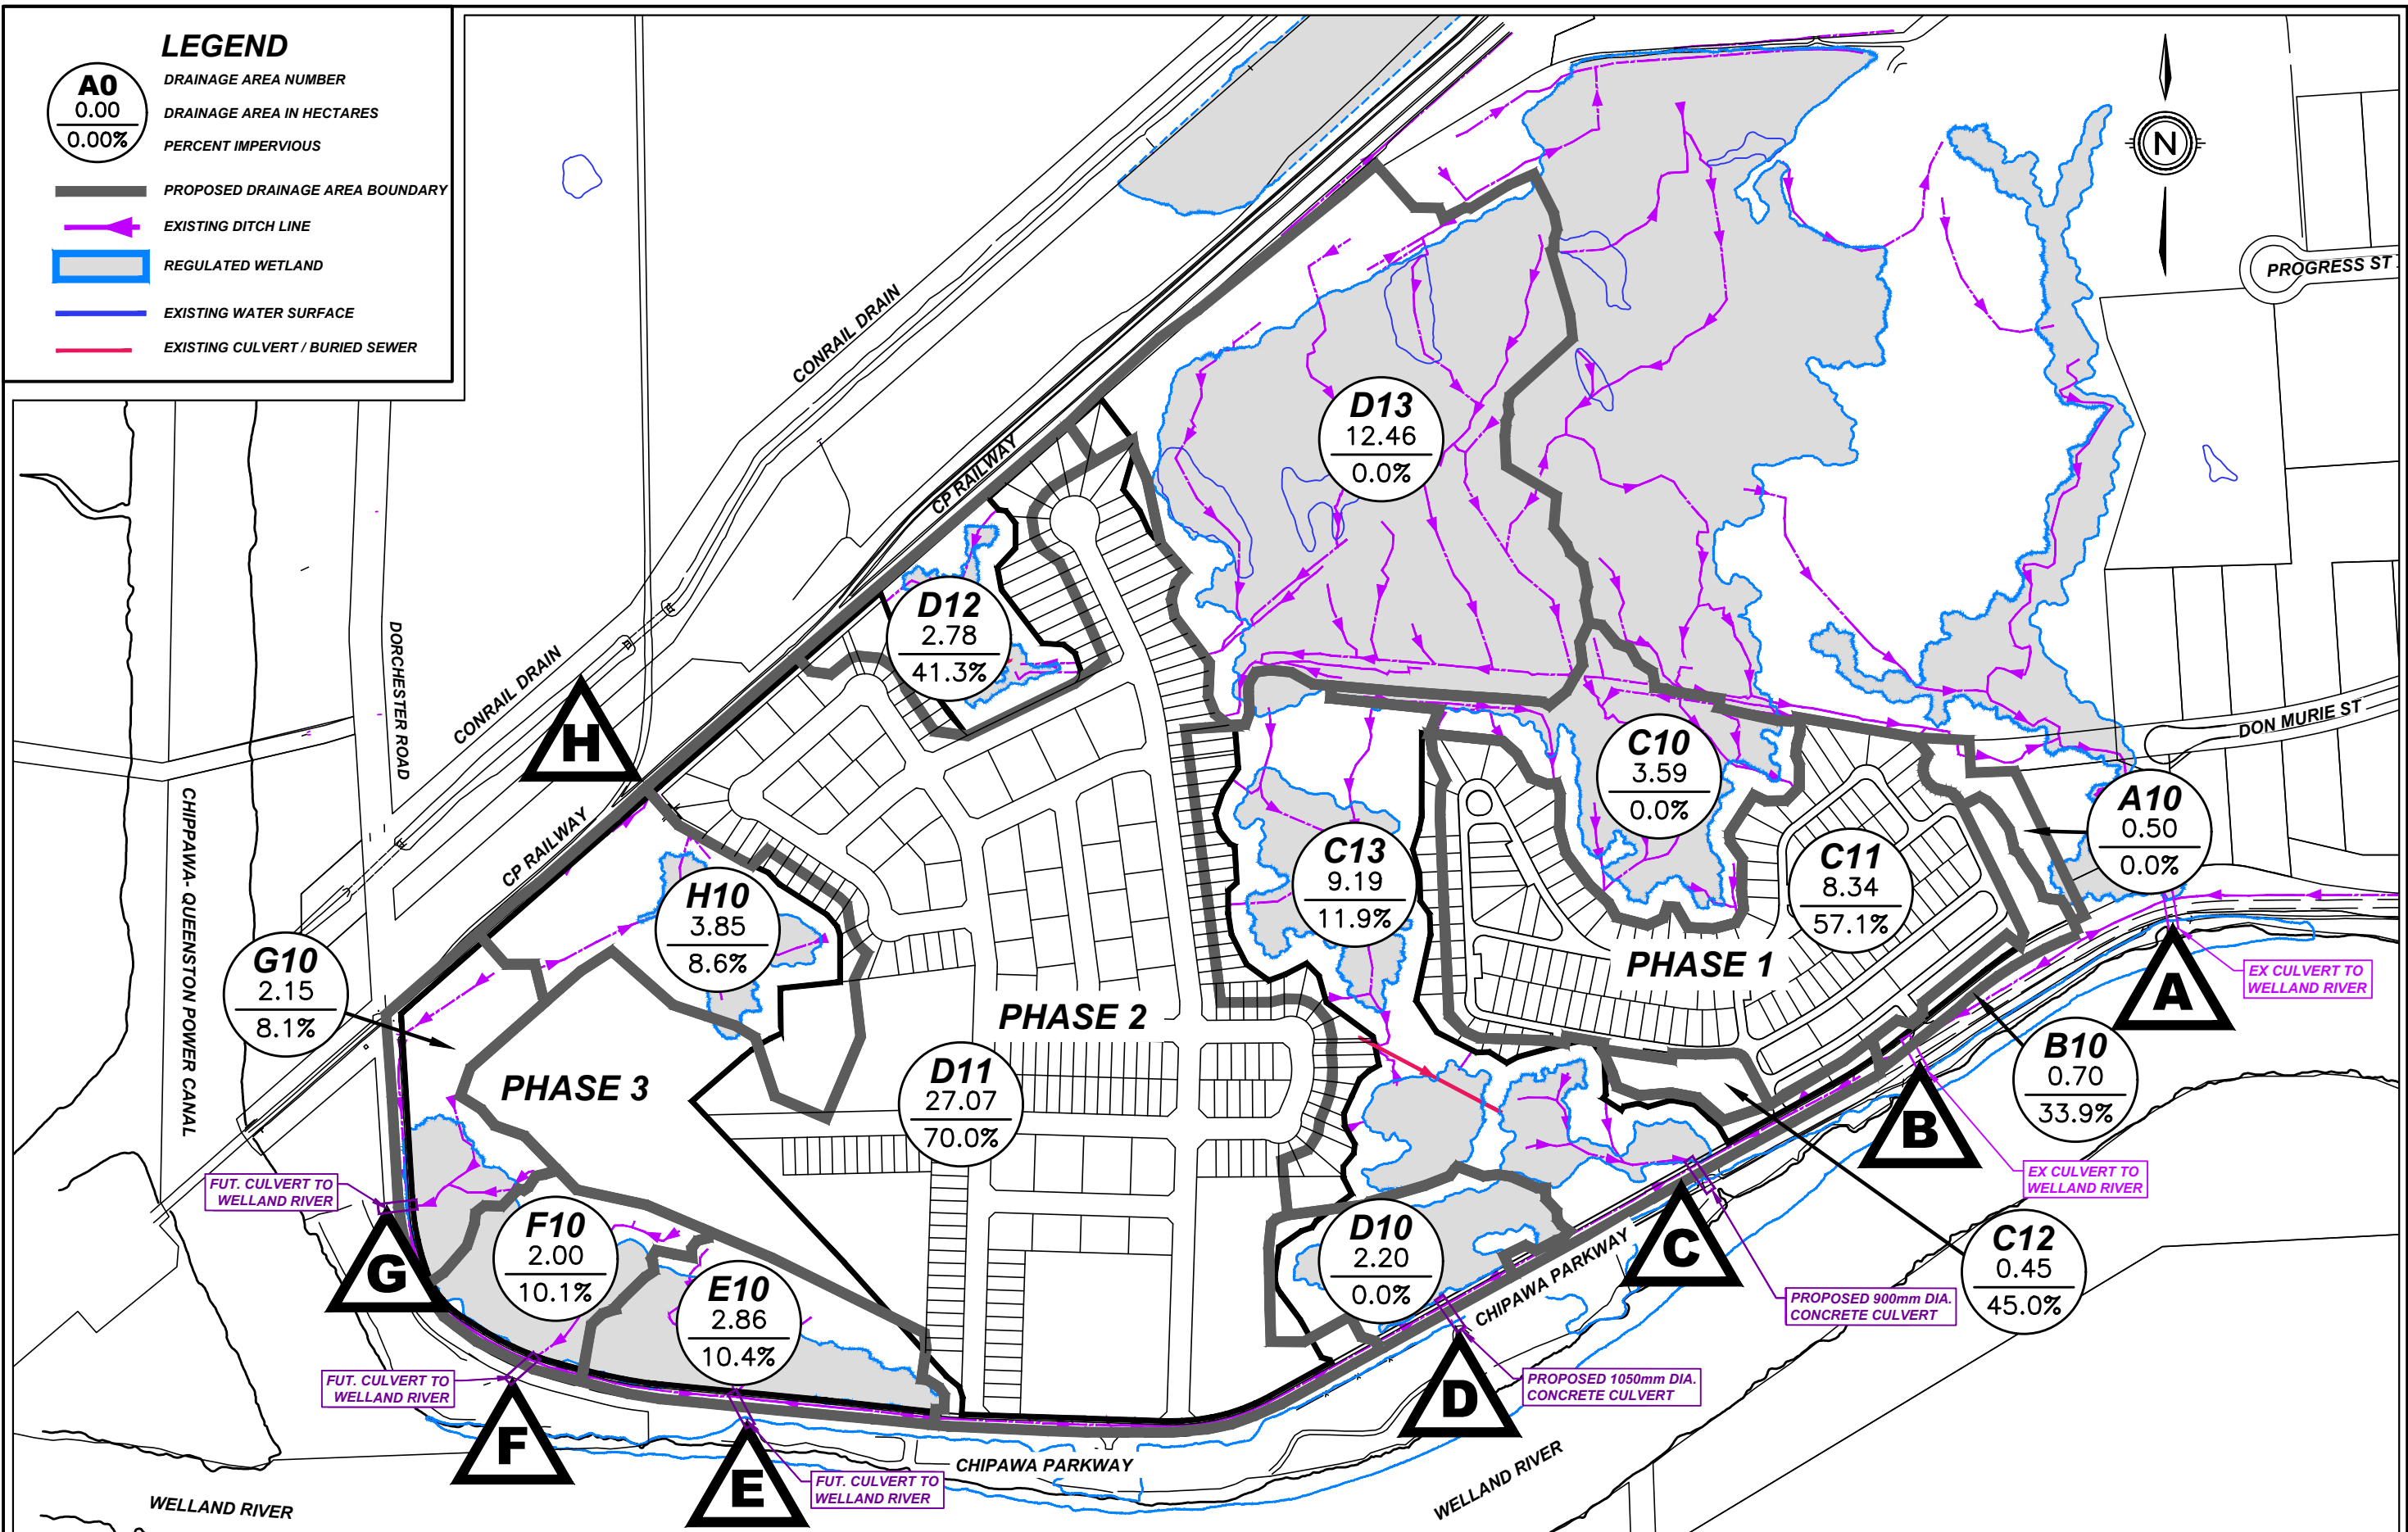 LEGEND
A0
0.00
0.00%
DRAINAGE AREA NUMBER
DRAINAGE AREA IN HECTARES
PERCENT IMPERVIOUS
PROPOSED DRAINAGE AREA BOUNDARY
EXISTING DITCH LINE
REGULATED WETLAND
EXISTING WATER SURFACE
EXISTING CULVERT / BURIED SEWER
N
PROGRESS ST
CONRAIL DRAIN
CP RAILWAY
D13
12.46
0.0%
D12
2.78
41.3%
DORCHESTER ROAD
CONRAIL DRAIN
H
C10
3.59
0.0%
DON MURIE ST
CHIPPAWA- QUEENSTON POWER CANAL
CP RAILWAY
A10
0.50
0.0%
C13
9.19
11.9%
C11
8.34
57.1%
H10
3.85
8.6%
G10
2.15
8.1%
PHASE 1
EX CULVERT TO
WELLAND RIVER
A
PHASE 2
PHASE 3
D11
27.07
70.0%
B10
0.70
33.9%
B
EX CULVERT TO
WELLAND RIVER
FUT. CULVERT TO
WELLAND RIVER
G
F10
2.00
10.1%
D10
2.20
0.0%
C
CHIPAWA PARKWAY
C12
0.45
45.0%
E10
2.86
10.4%
PROPOSED 900mm DIA.
CONCRETE CULVERT
FUT. CULVERT TO
WELLAND RIVER
PROPOSED 1050mm DIA.
CONCRETE CULVERT
D
F
E
CHIPAWA PARKWAY
FUT. CULVERT TO
WELLAND RIVER
WELLAND RIVER
WELLAND RIVER